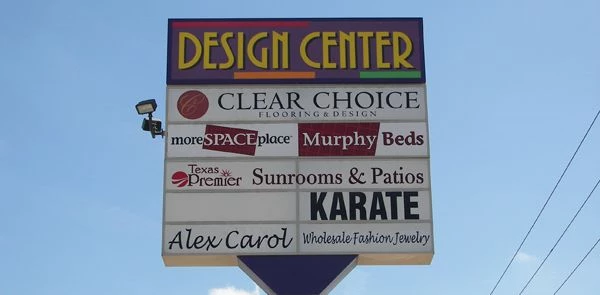 DESIGN CENTER
CLEAR CHOICE
FLOORING & DESIGN
moreSPACEplace Murphy Beds
Texas
Premier Sunrooms & Patios
KARATE
Alex Carol Wholesale Fashion Jewelry